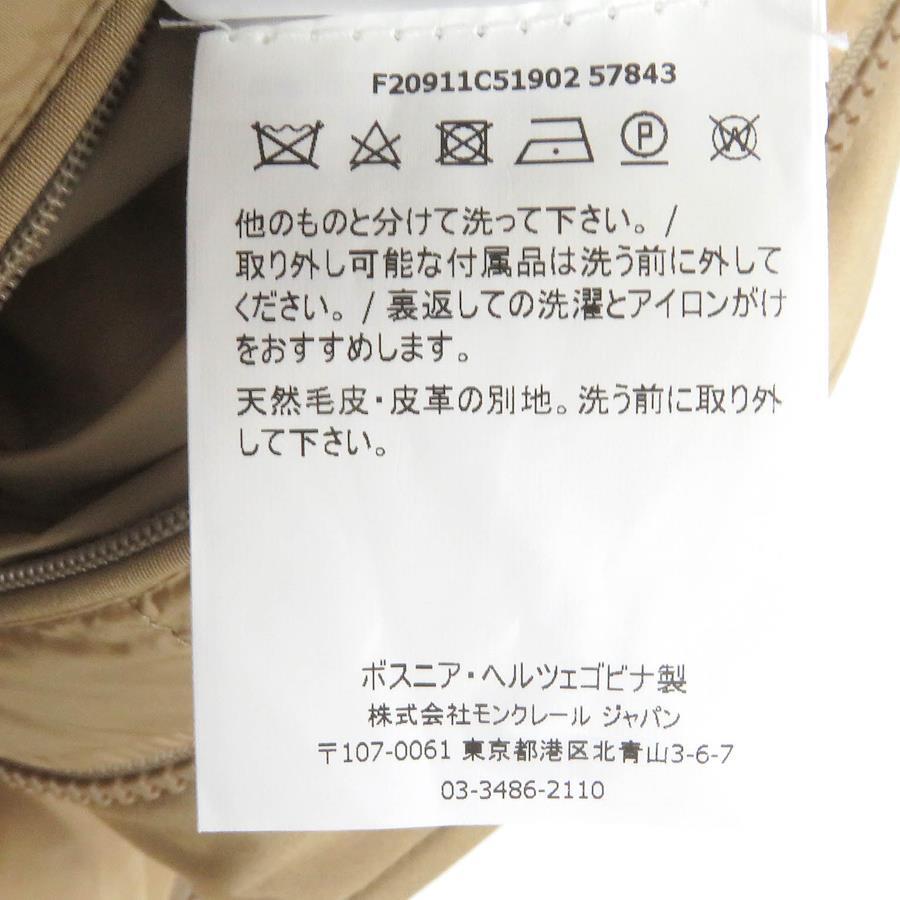 F20911C51902 57843
P
W
他のものと分けて洗って下さい。/
取り外し可能な付属品は洗う前に外して
ください。/ 裏返しての洗濯とアイロンがけ
をおすすめします。
天然毛皮・皮革の別地。洗う前に取り外
して下さい。
ボスニア・ヘルツェゴビナ製
株式会社モンクレール ジャパン
〒107-0061 東京都港区北青山3-6-7
03-3486-2110